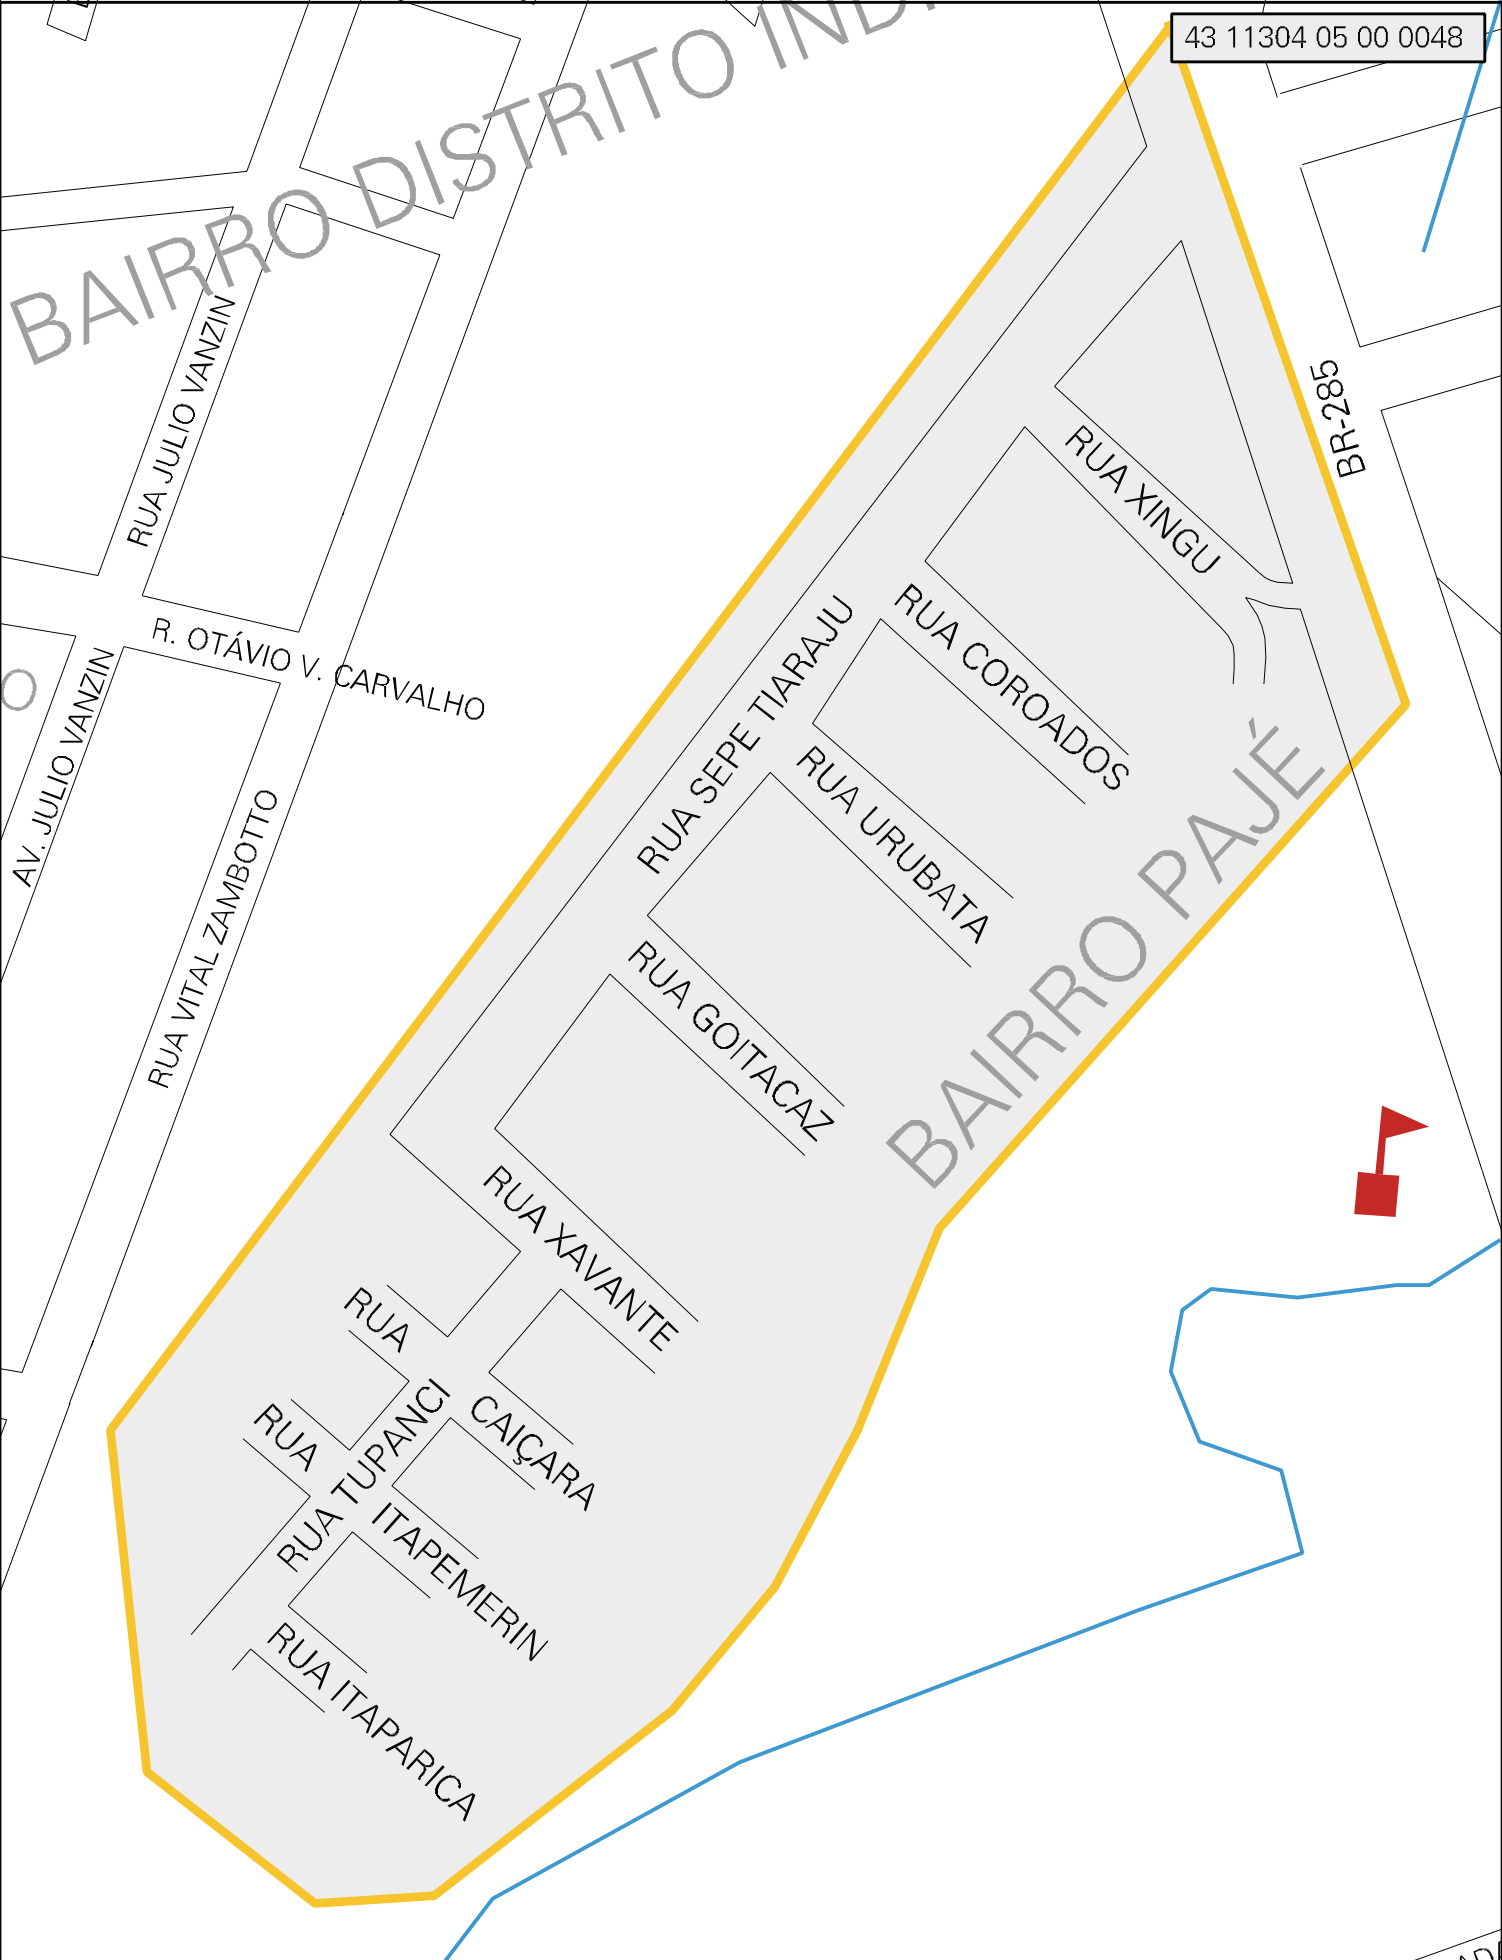 43 11304 05 00 0048
BAIRRO DISTRITO
RUA JULIO VANZIN
BR-285
RUA XINGU
R. OTÁVIO V. CARVALHO
RUA COROADOS
RUA SEPE TIARAJU
AV. JULIO VANZIN
RUA URUBATA
BAIRRO PAJÉ
RUA VITAL ZAMBOTTO
RUA GOITACAZ
RUA XAVANTE
RUA CAIÇARA
RUA TUPANCI
RUA ITAPEMERIN
RUA ITAPARICA